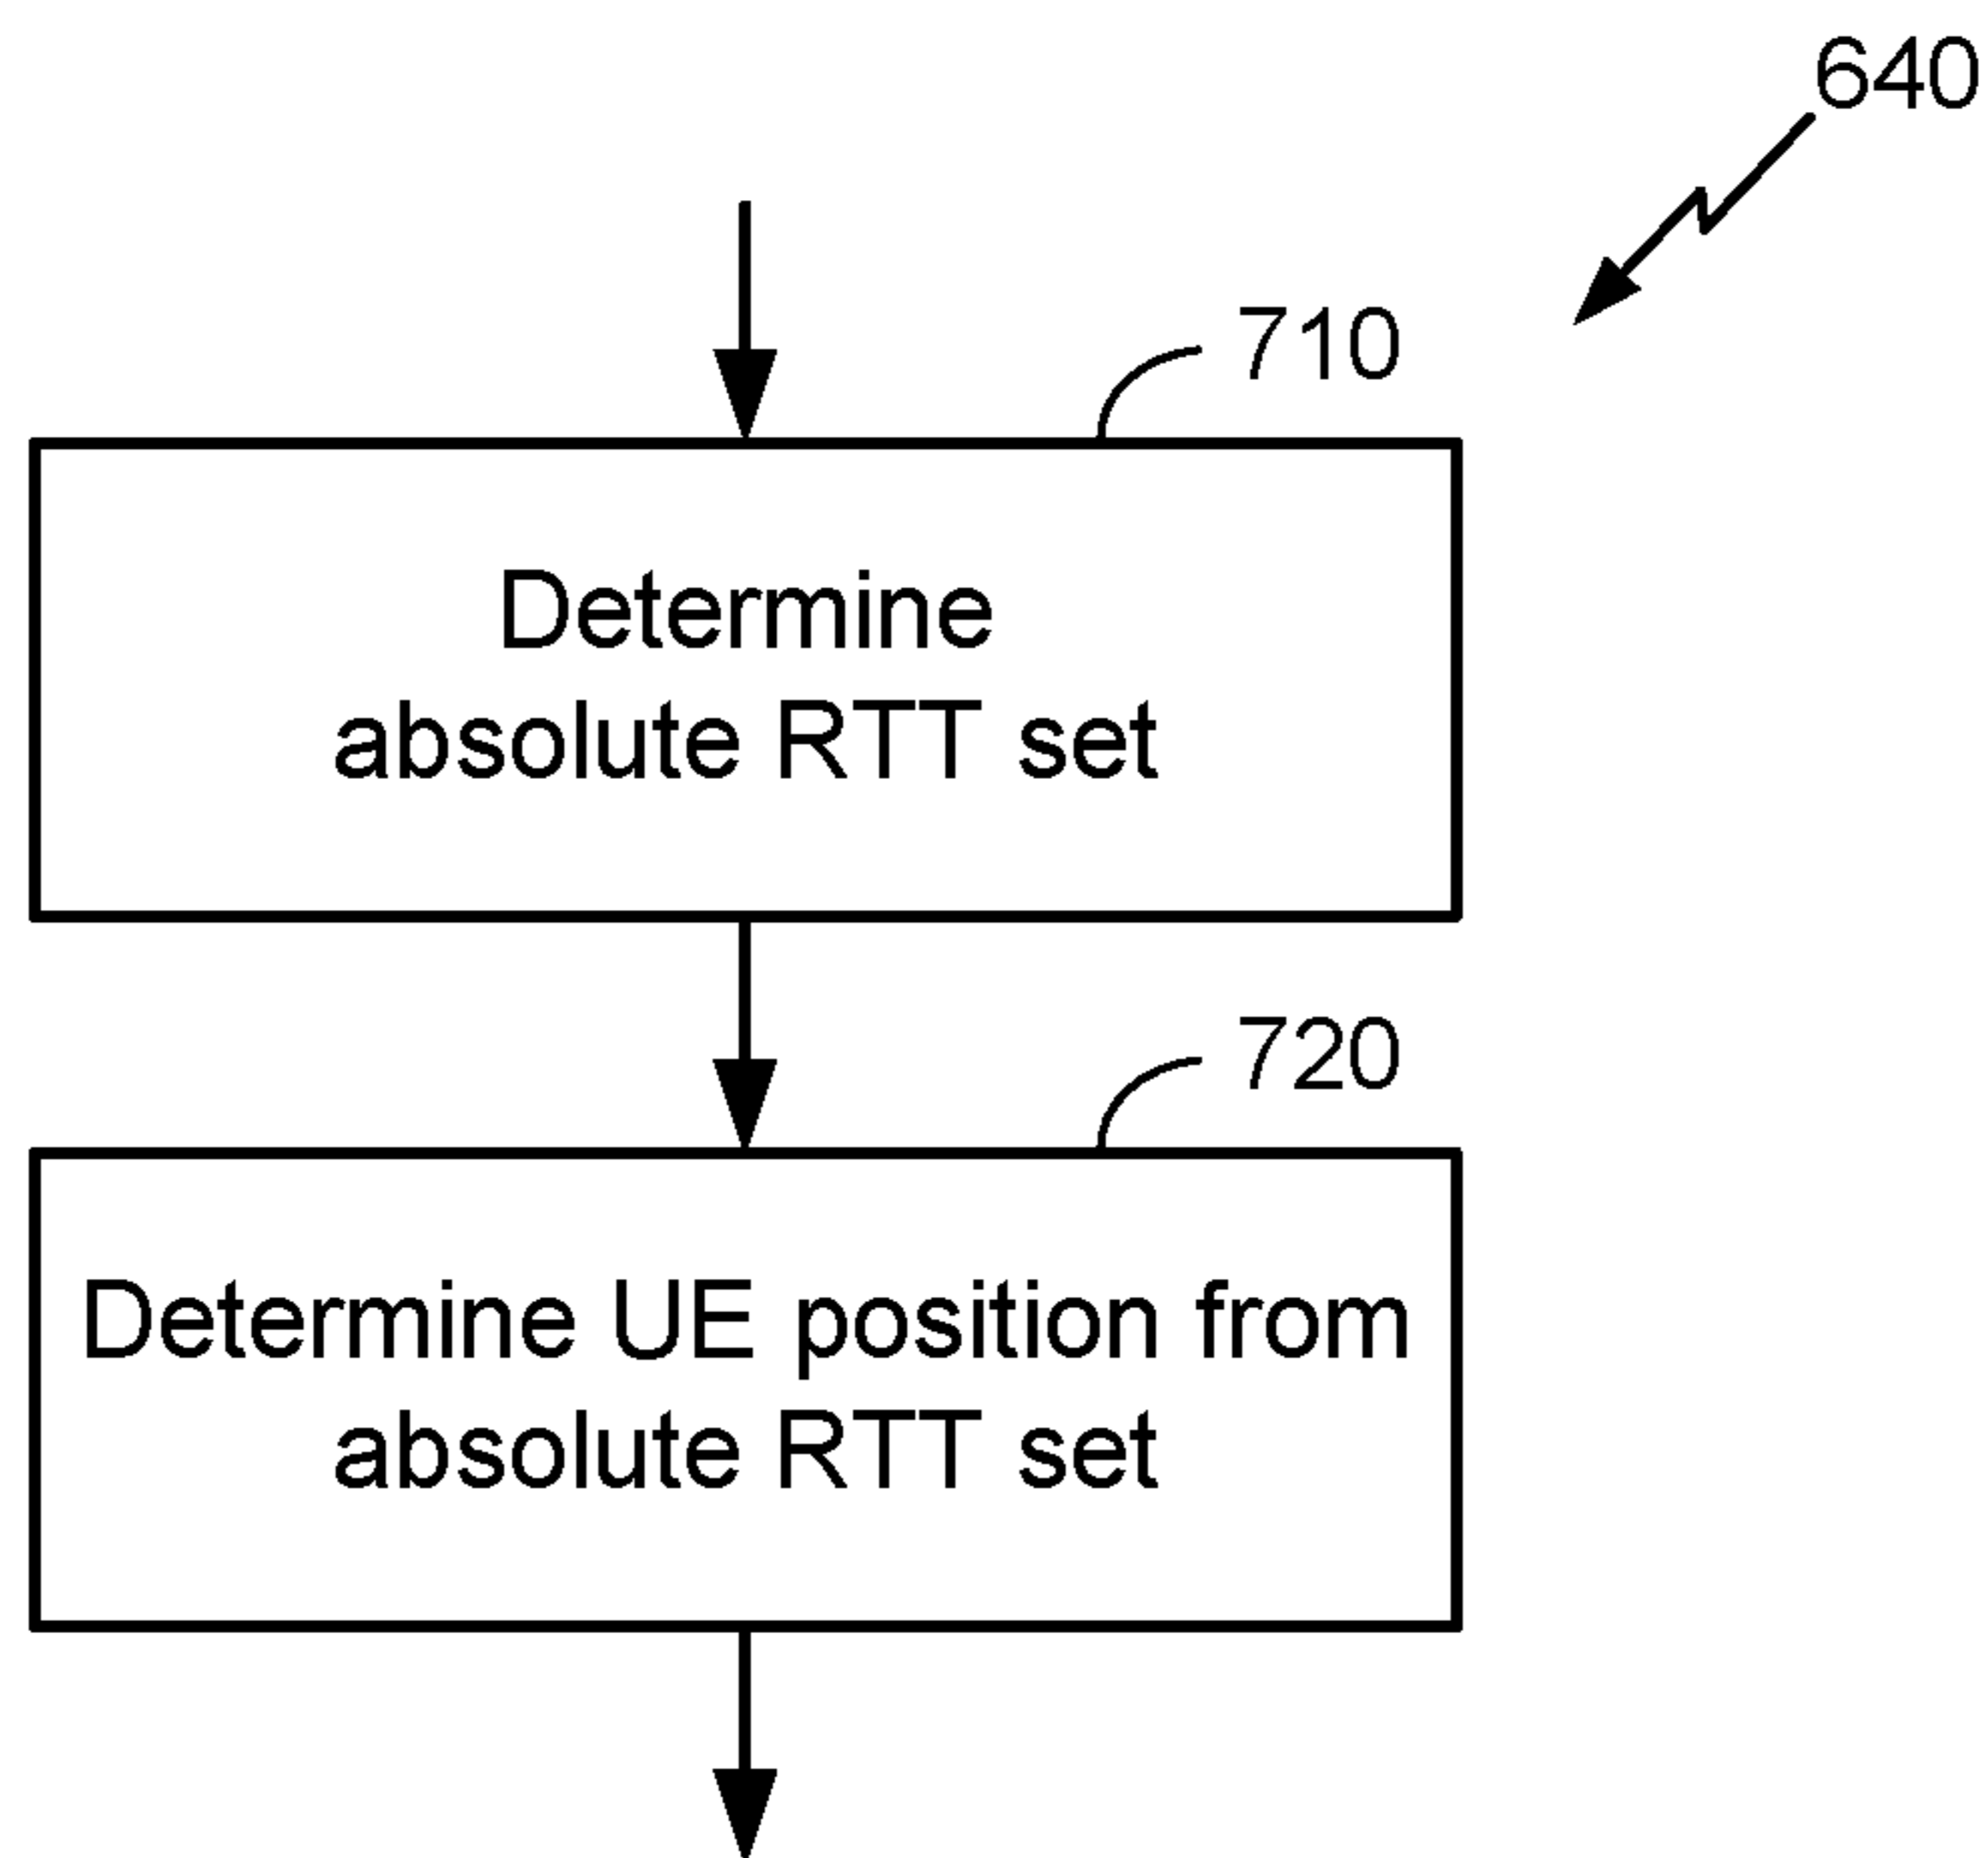 640
710
Determine
absolute RTT set
720
Determine UE position from
absolute RTT set